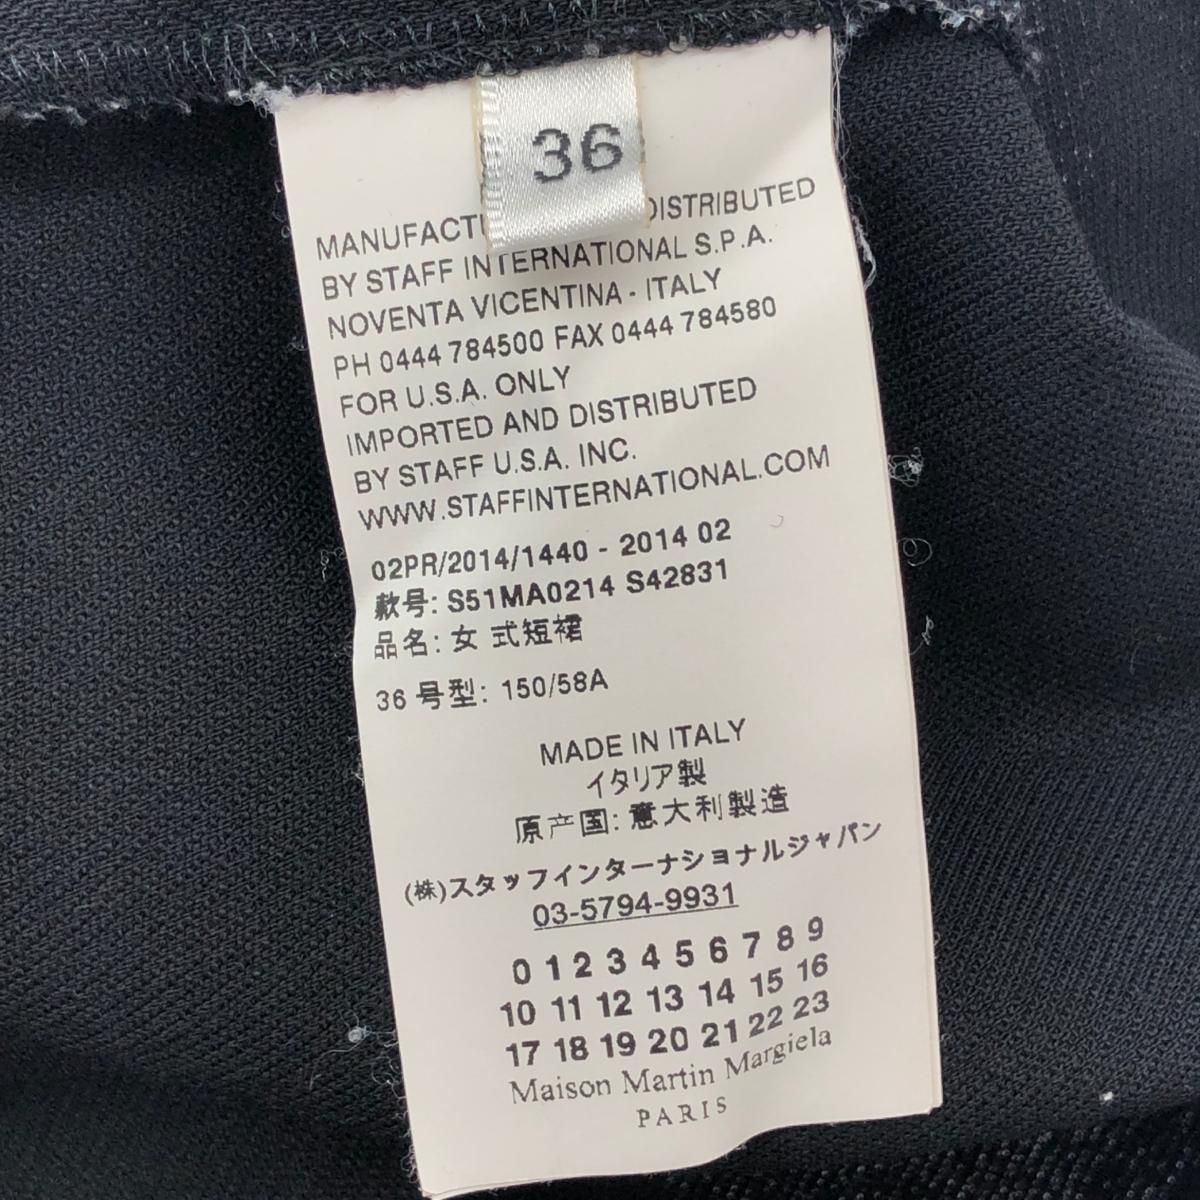 36
MANUFACTU DISTRIBUTED
BY STAFF INTERNATIONAL S.P.A.
NOVENTA VICENTINA - ITALY
PH 0444 784500 FAX 0444 784580
FOR U.S.A. ONLY
IMPORTED AND DISTRIBUTED
BY STAFF U.S.A. INC.
WWW.STAFFINTERNATIONAL.COM
02PR/2014/1440 - 2014 02
款号: S51MA0214 S42831
品名: 女 式短裙
36 号型: 150/58A
MADE IN ITALY
イタリア製
原产国: 意大利製造
(株)スタッフインターナショナルジャパン
03-5794-9931
0 1 2 3 4 5 6 7 8 9
10 11 12 13 14 15 16
17 18 19 20 21 22 23
Maison Martin Margiela
PARIS